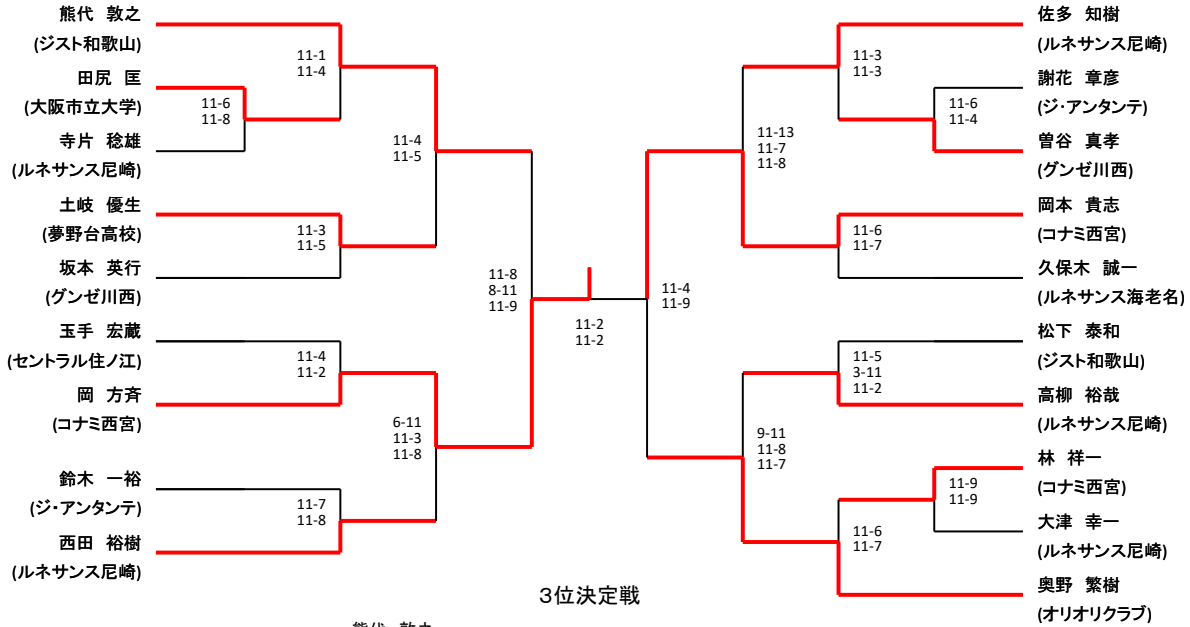 熊代 敦之
(ジスト和歌山)
田尻 匡
(大阪市立大学)
寺片 稔雄
(ルネサンス尼崎)
土岐 優生
(夢野台高校)
坂本 英行
(グンゼ川西)
玉手 宏蔵
(セントラル住ノ江)
岡 方斉
(コナミ西宮)
鈴木 一裕
(ジ・アンタンテ)
西田 裕樹
(ルネサンス尼崎)
11-6
11-8
11-1
11-4
11-3
11-5
11-4
11-2
11-7
11-8
11-4
11-5
6-11
11-3
11-8
11-8
8-11
11-9
11-2
11-2
11-4
11-9
11-13
11-7
11-8
9-11
11-8
11-7
11-3
11-3
11-6
11-7
11-5
3-11
11-2
11-6
11-7
11-6
11-4
11-9
11-9
佐多 知樹
(ルネサンス尼崎)
謝花 章彦
(ジ・アンタンテ)
曽谷 真孝
(グンゼ川西)
岡本 貴志
(コナミ西宮)
久保木 誠一
(ルネサンス海老名)
松下 泰和
(ジスト和歌山)
高柳 裕哉
(ルネサンス尼崎)
林 祥一
(コナミ西宮)
大津 幸一
(ルネサンス尼崎)
奥野 繁樹
(オリオリクラブ)
3位決定戦
熊代 敦之